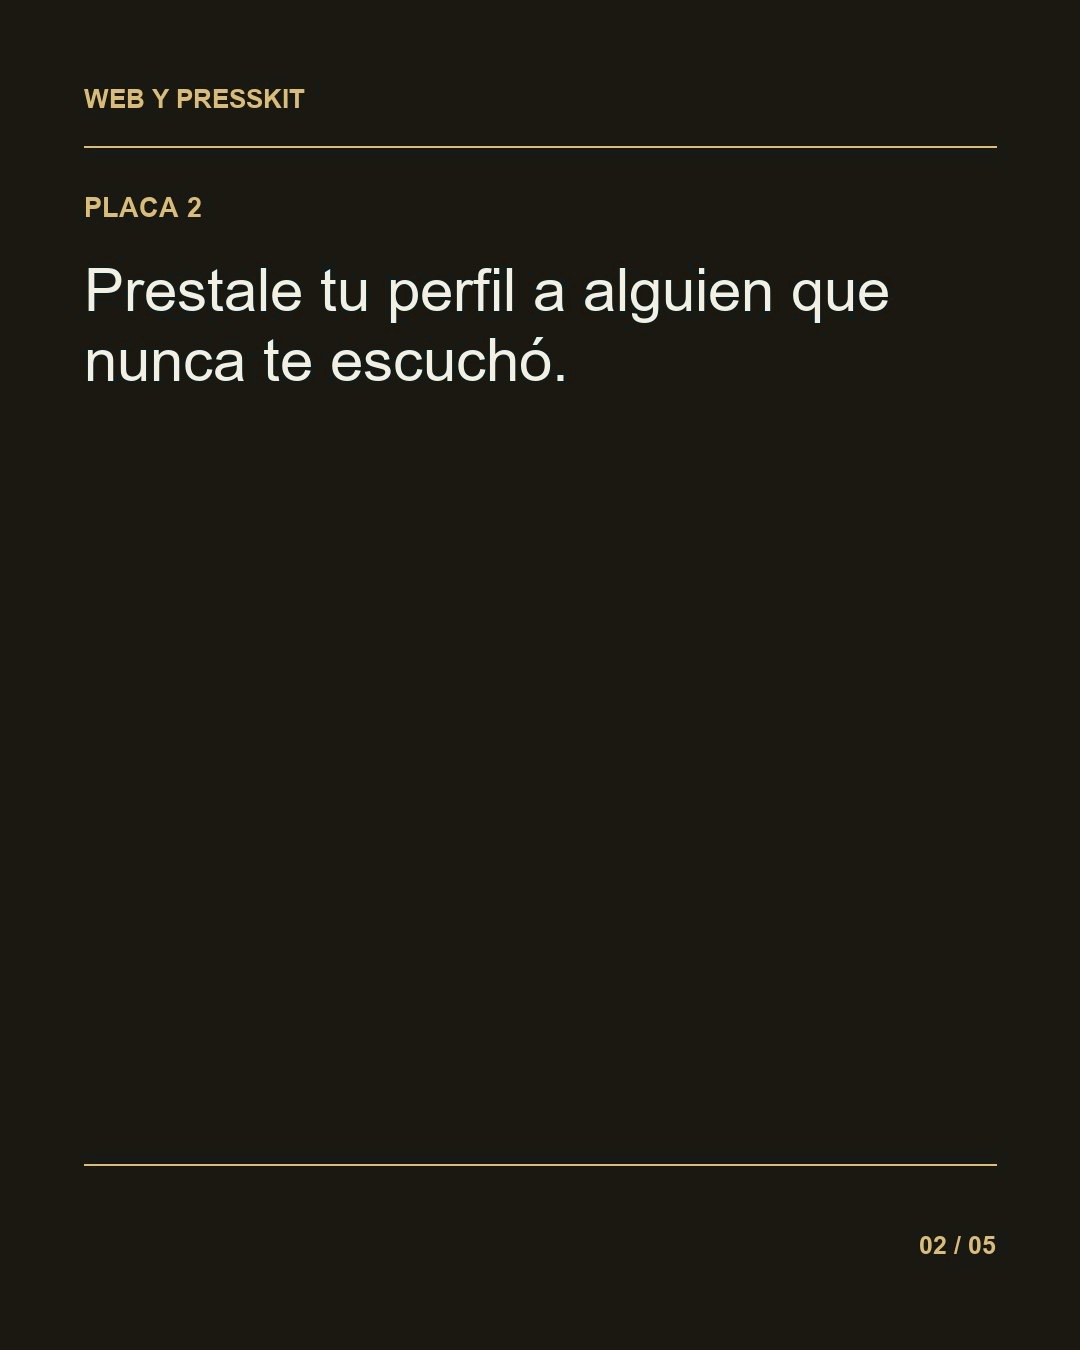 WEB Y PRESSKIT
PLACA 2
Prestale tu perfil a alguien que
nunca te escuchó.
02 / 05